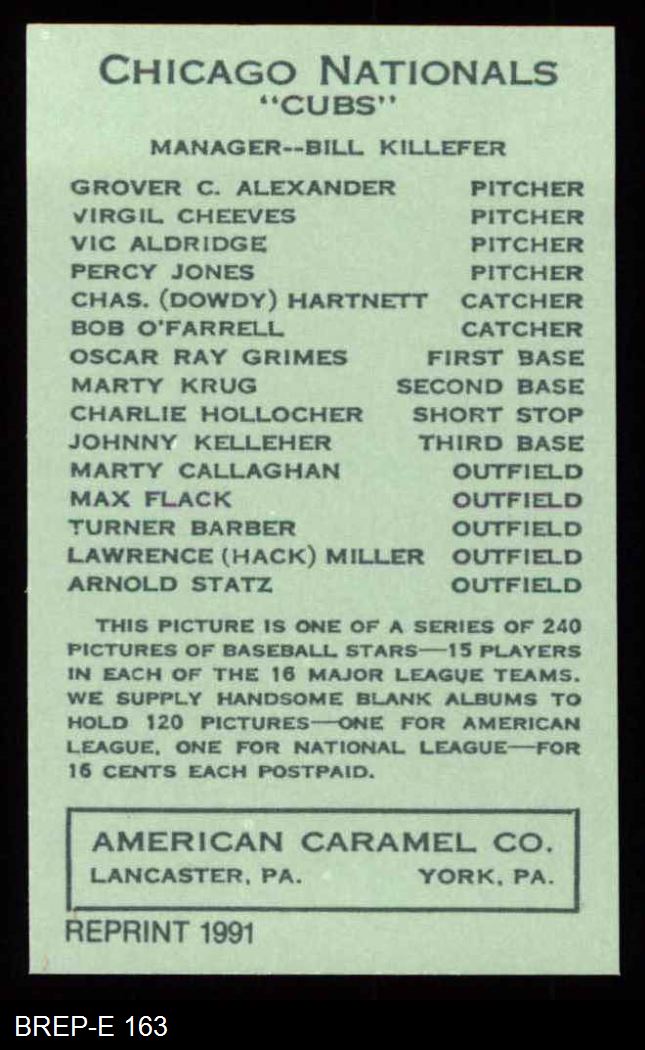 CHICAGO NATIONALS
"CUBS"
MANAGER--BILL KILLEFER
GROVER C. ALEXANDER PITCHER
VIRGIL CHEEVES PITCHER
VIC ALDRIDGE PITCHER
PERCY JONES PITCHER
CHAS. (DOWDY) HARTNETT CATCHER
BOB O'FARRELL CATCHER
OSCAR RAY GRIMES FIRST BASE
MARTY KRUG SECOND BASE
CHARLIE HOLLOCHER SHORT STOP
JOHNNY KELLEHER THIRD BASE
MARTY CALLAGHAN OUTFIELD
MAX FLACK OUTFIELD
TURNER BARBER OUTFIELD
LAWRENCE (HACK) MILLER OUTFIELD
ARNOLD STATZ OUTFIELD
THIS PICTURE IS ONE OF A SERIES OF 240
PICTURES OF BASEBALL STARS—15 PLAYERS
IN EACH OF THE 16 MAJOR LEAGUE TEAMS.
WE SUPPLY HANDSOME BLANK ALBUMS TO
HOLD 120 PICTURES—ONE FOR AMERICAN
LEAGUE, ONE FOR NATIONAL LEAGUE—FOR
16 CENTS EACH POSTPAID.
AMERICAN CARAMEL CO.
LANCASTER, PA. YORK, PA.
REPRINT 1991
BREP-E 163